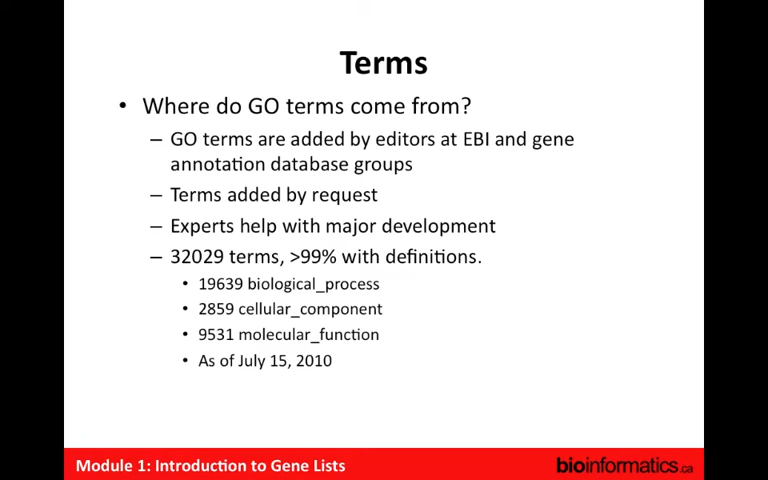 Terms
• Where do GO terms come from?
– GO terms are added by editors at EBI and gene
annotation database groups
– Terms added by request
– Experts help with major development
– 32029 terms, >99% with definitions.
• 19639 biological_process
• 2859 cellular_component
• 9531 molecular_function
• As of July 15, 2010
Module 1: Introduction to Gene Lists
bioinformatics.ca